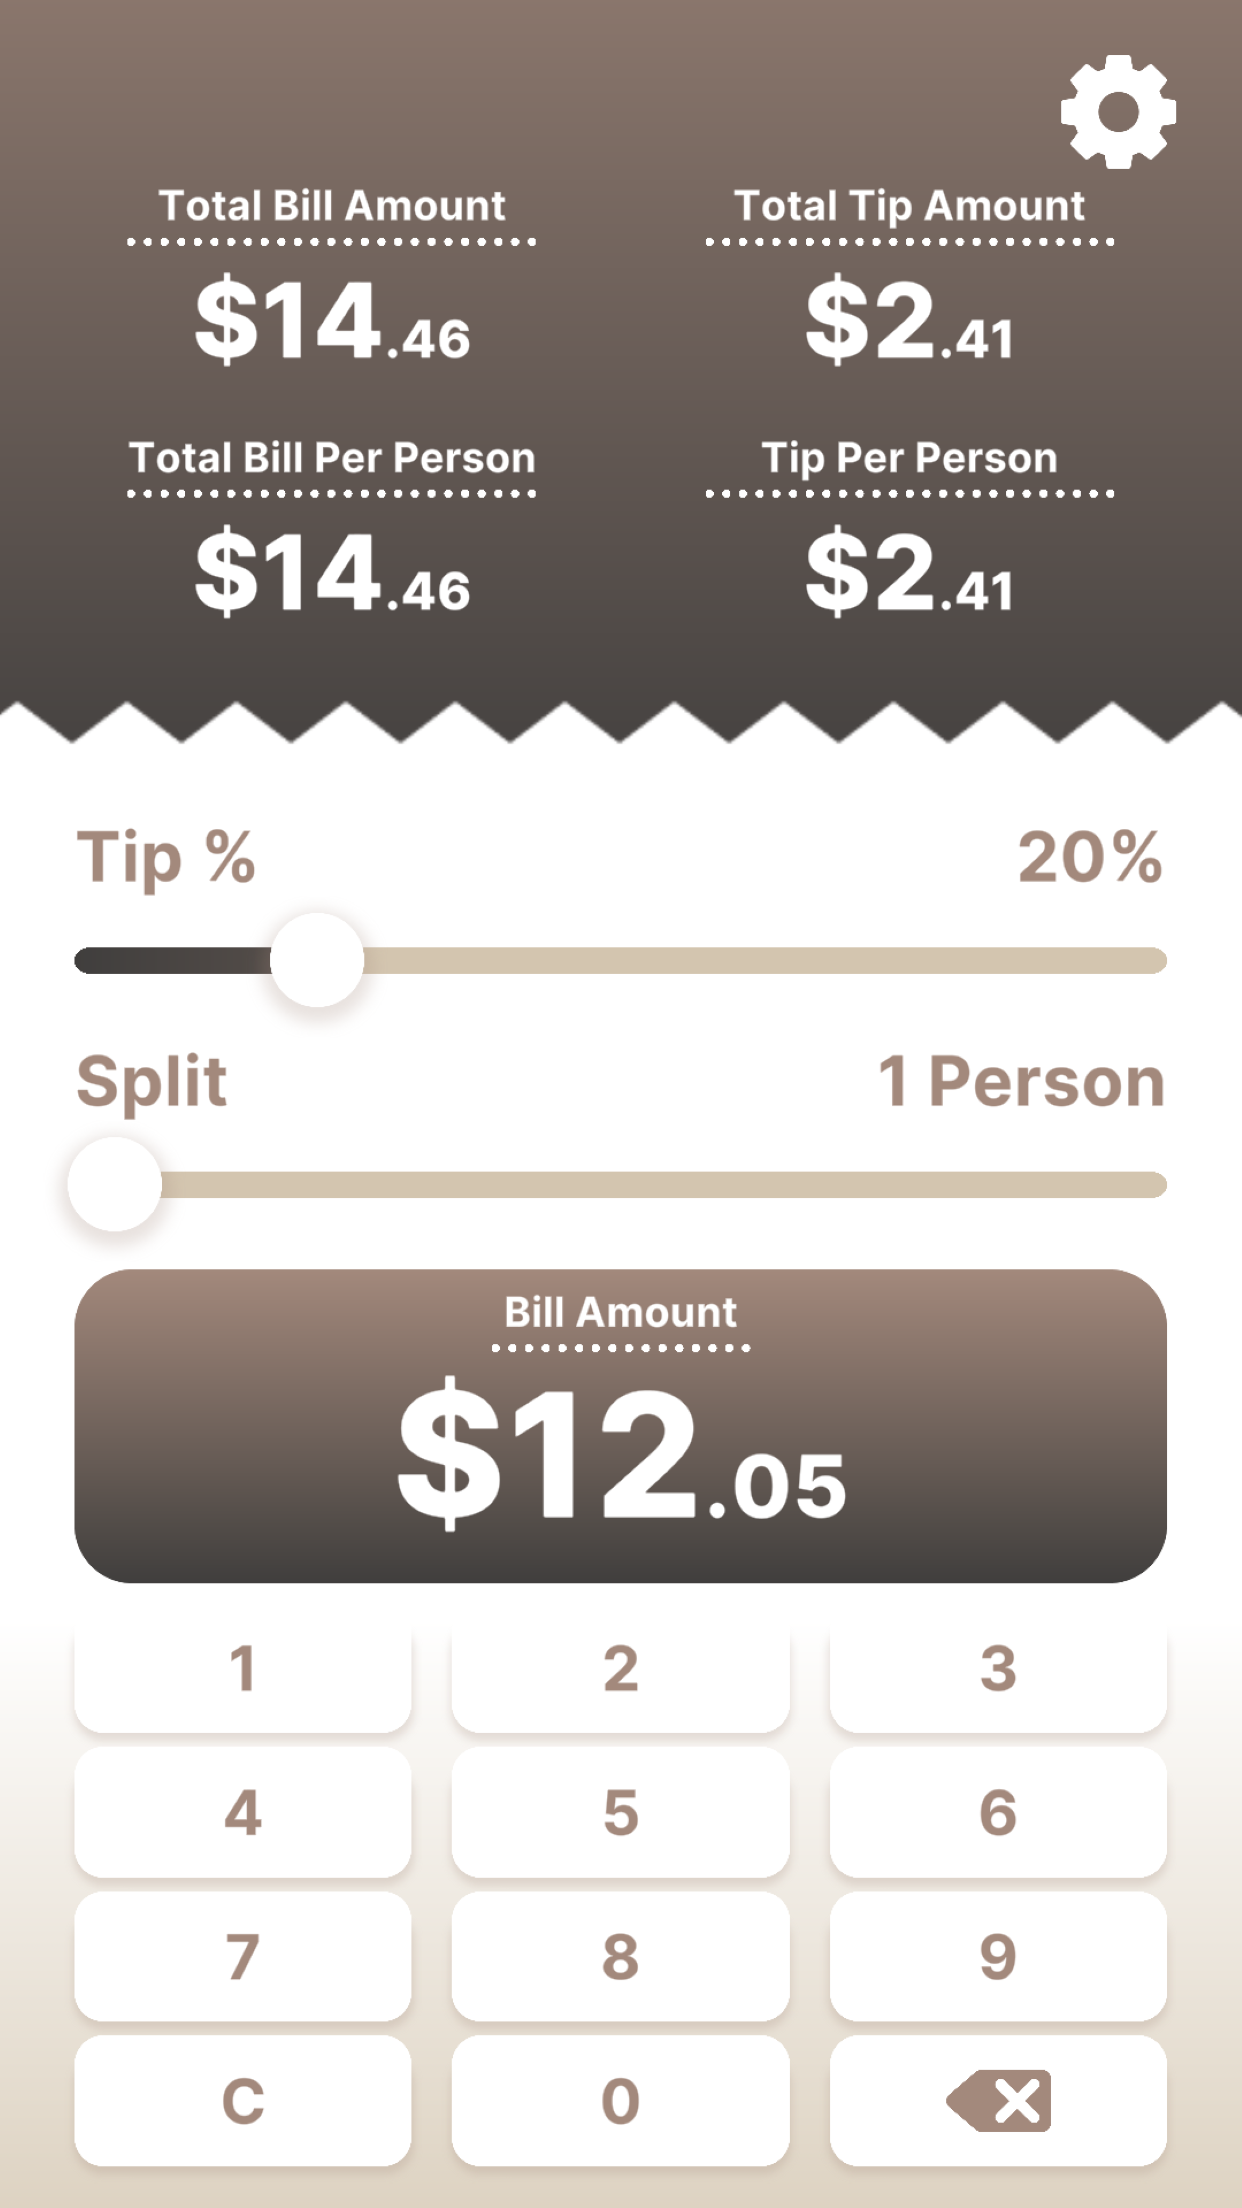 Total Bill Amount
Total Tip Amount
$14.46
$2.41
Total Bill Per Person
Tip Per Person
$14.46
$2.41
Tip %
20%
Split
1 Person
Bill Amount
$12.05
1
2
3
4
5
6
7
8
9
C
0